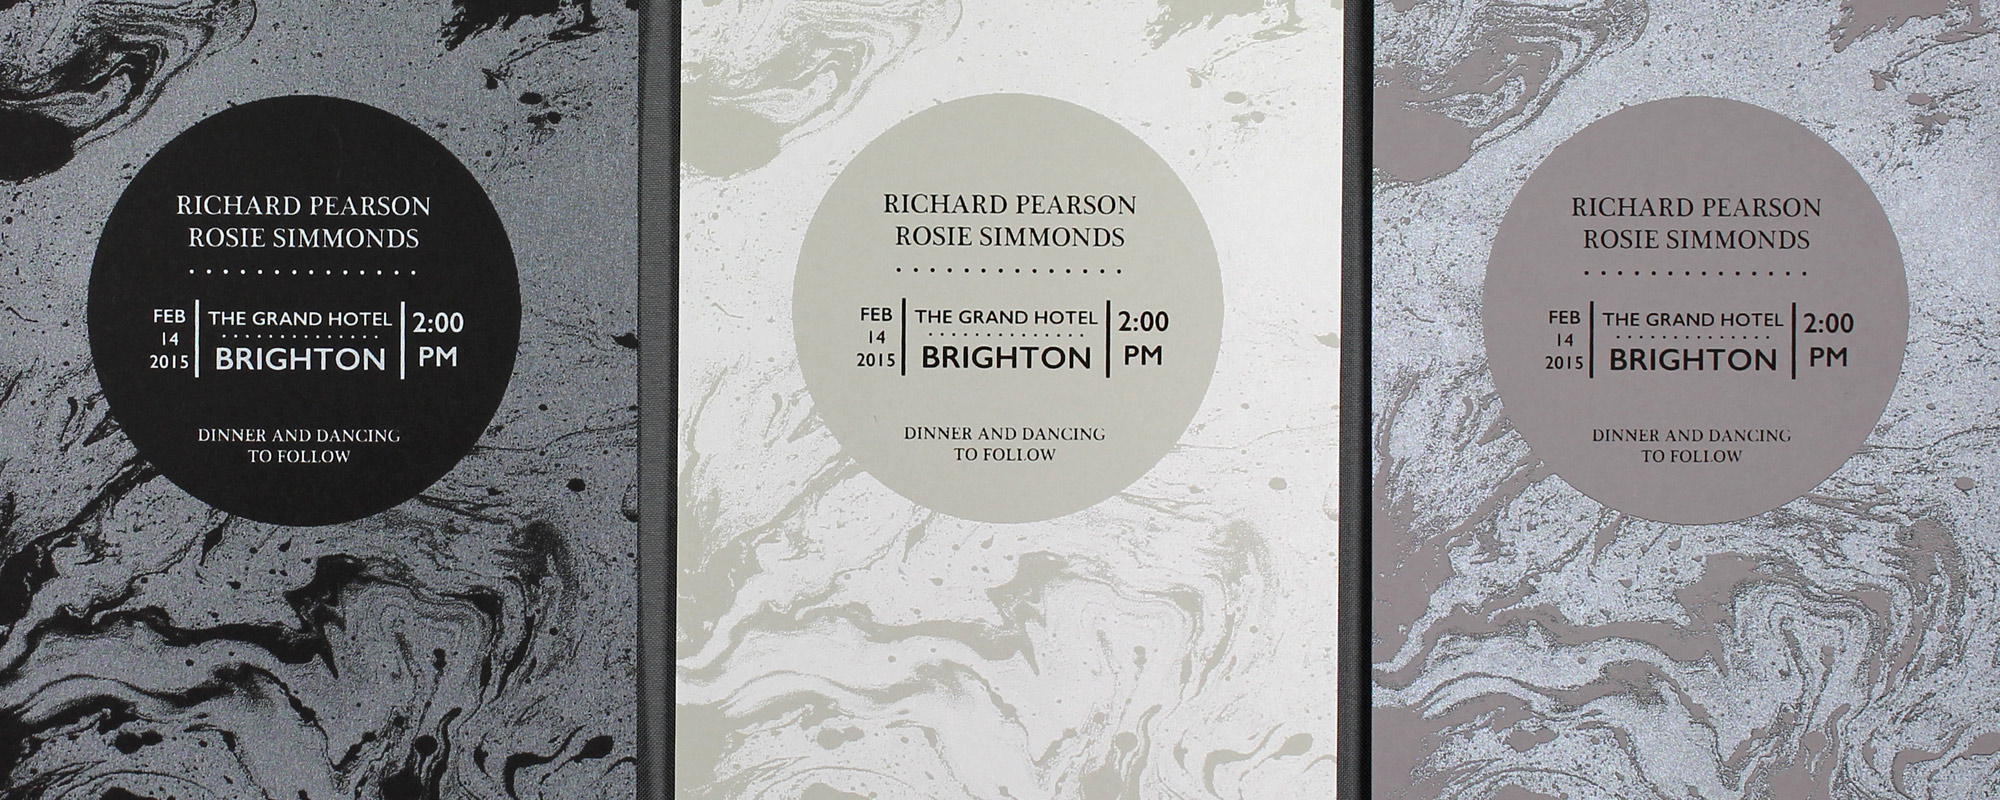 RICHARD PEARSON
ROSIE SIMMONDS
FEB
14
2015
THE GRAND HOTEL
BRIGHTON
2:00
PM
DINNER AND DANCING
TO FOLLOW
RICHARD PEARSON
ROSIE SIMMONDS
FEB
14
2015
THE GRAND HOTEL
BRIGHTON
2:00
PM
DINNER AND DANCING
TO FOLLOW
RICHARD PEARSON
ROSIE SIMMONDS
FEB
14
2015
THE GRAND HOTEL
BRIGHTON
2:00
PM
DINNER AND DANCING
TO FOLLOW